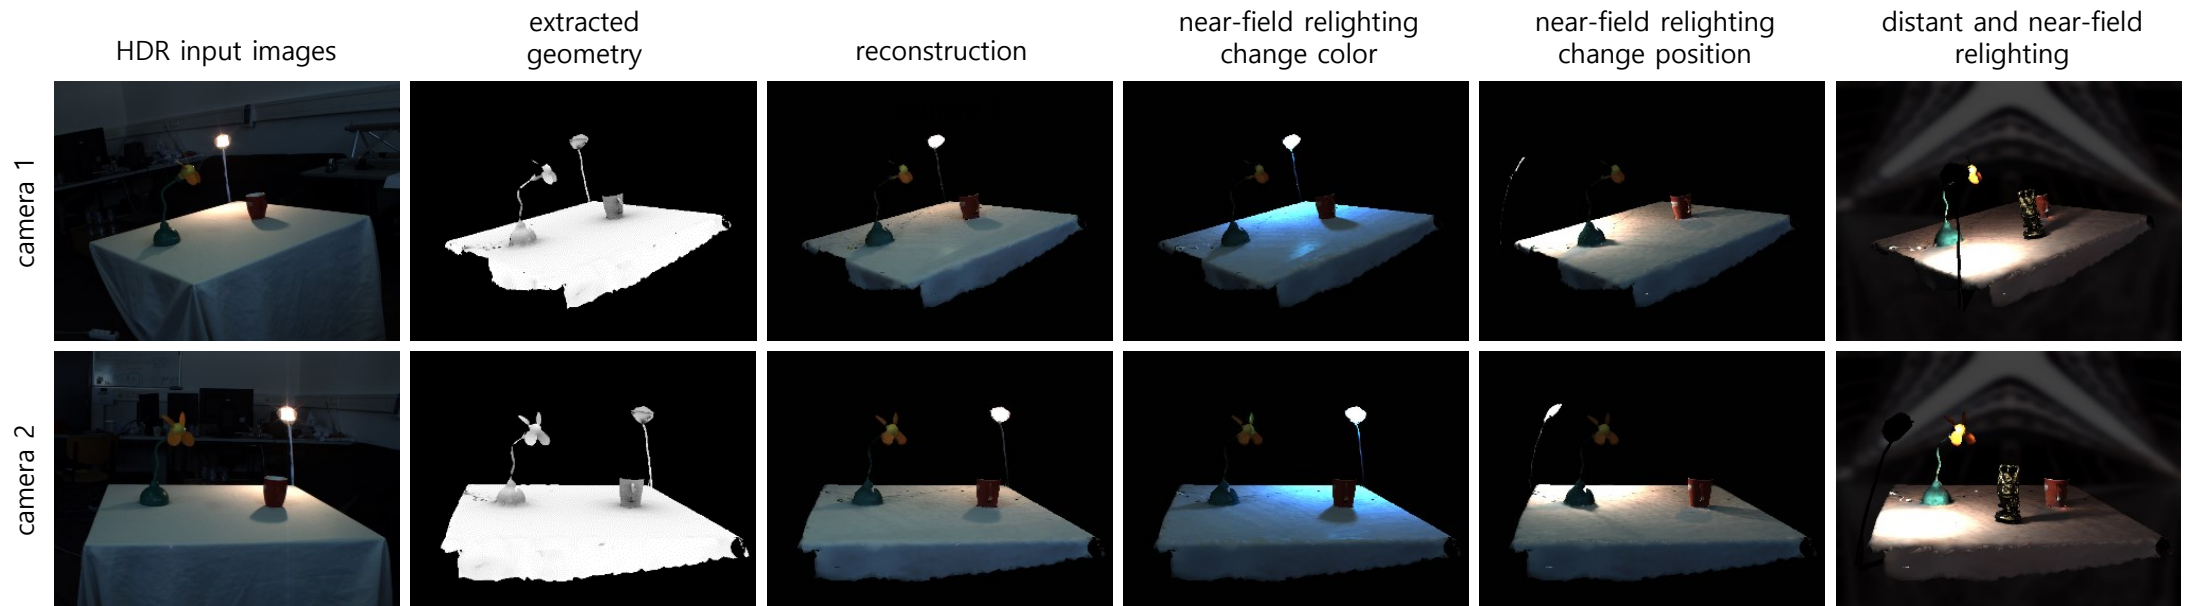 HDR input images
extracted
geometry
reconstruction
near-field relighting
change color
near-field relighting
change position
distant and near-field
relighting
camera 1
camera 2